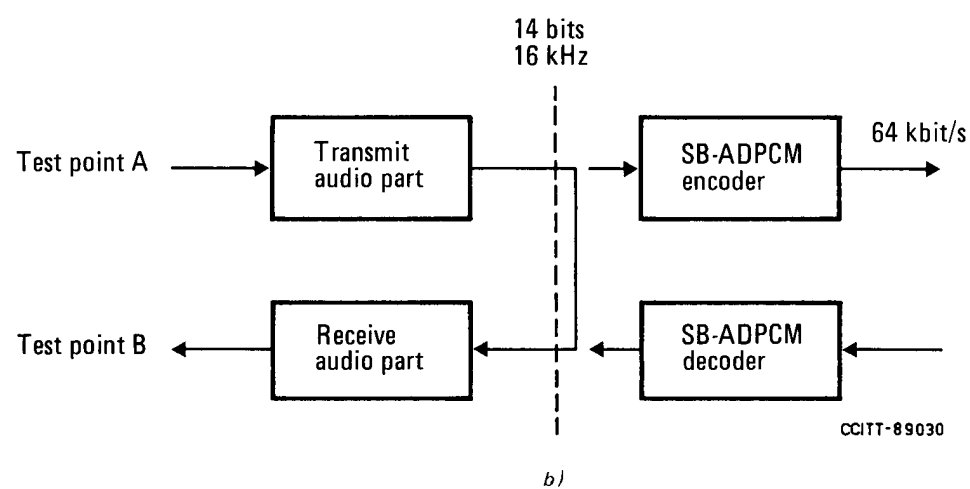 14 bits
16 kHz
Test point A
Transmit
audio part
SB-ADPCM
encoder
64 kbit/s
Test point B
Receive
audio part
SB-ADPCM
decoder
CCITT-89030
b)